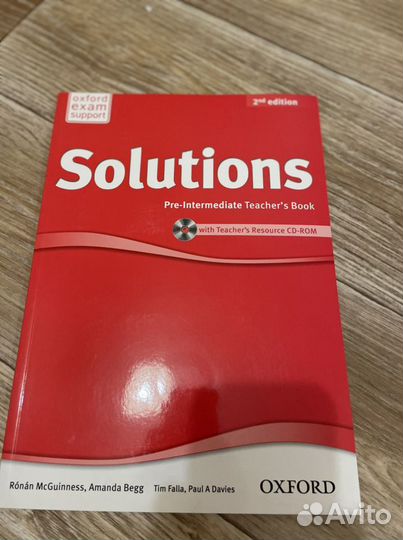 oxford
exam
support
2nd edition
Solutions
Pre-Intermediate Teacher's Book
with Teacher's Resource CD-ROM
Rónán McGuinness, Amanda Begg Tim Falla, Paul A Davies OXFORD
Avito